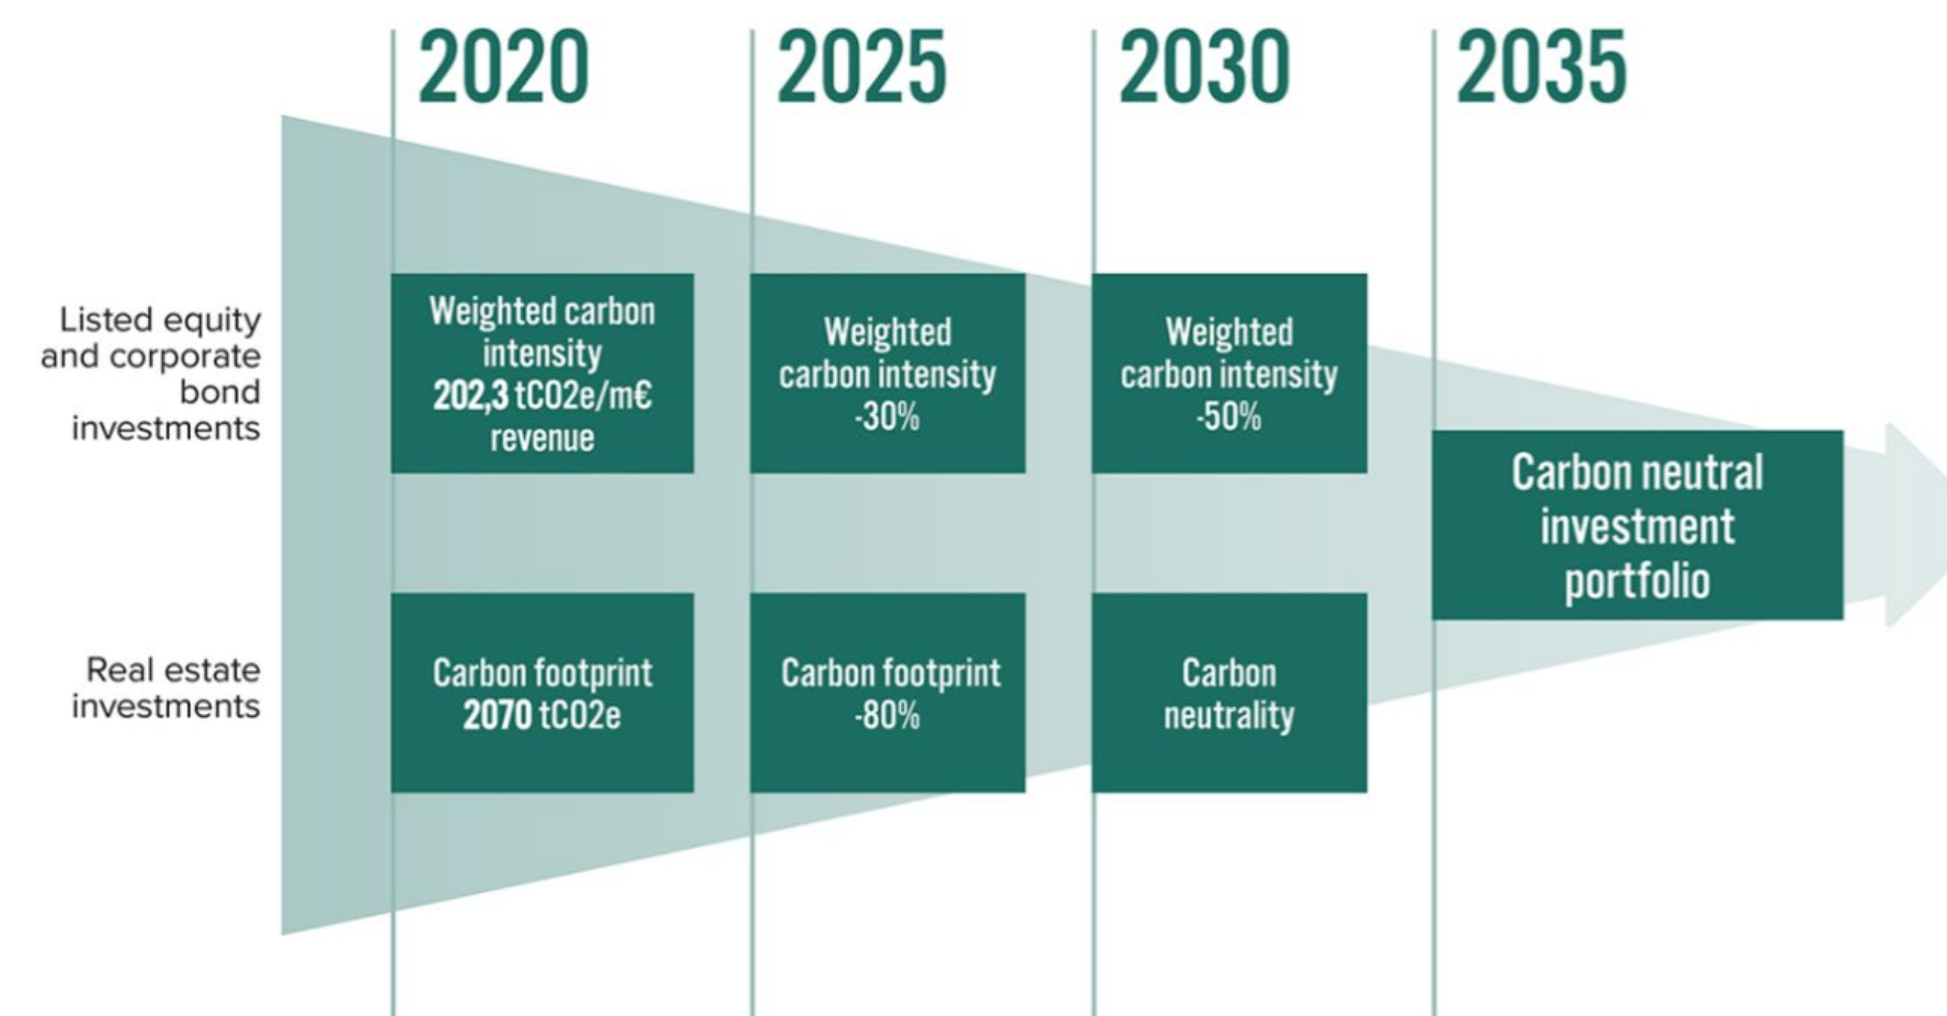 2020
2025
2030
2035
Listed equity
and corporate
bond
investments
Weighted carbon
intensity
202,3 tCO2e/m€
revenue
Weighted
carbon intensity
-30%
Weighted
carbon intensity
-50%
Carbon neutral
investment
portfolio
Real estate
investments
Carbon footprint
2070 tCO2e
Carbon footprint
-80%
Carbon
neutrality